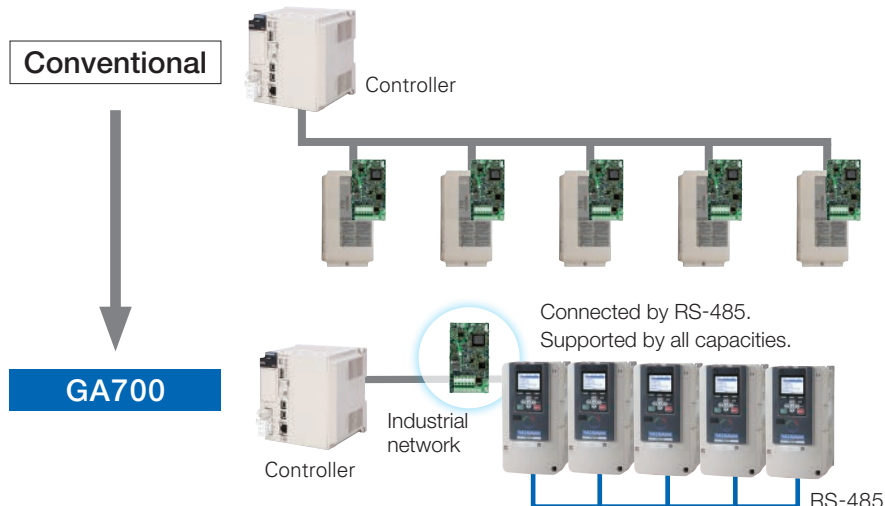 Conventional
Controller
Connected by RS-485.
Supported by all capacities.
GA700
Industrial
network
Controller
RS-485